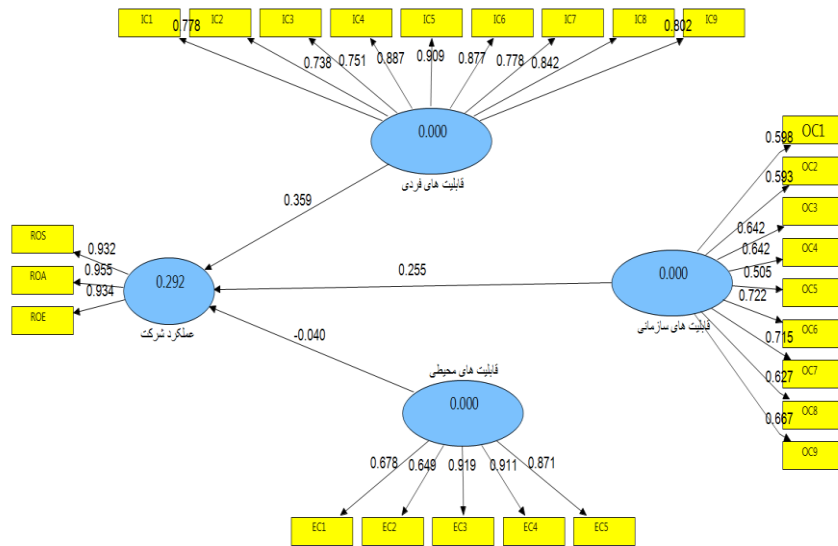 IC1 IC2 IC3 IC4 IC5 IC6 IC7 IC8 IC9
0.778 0.738 0.751 0.887 0.909 0.877 0.778 0.842 0.802
0.000
قابلیت های فردی
0.359
OC1
0.598
OC2
0.593
OC3
0.642
OC4
0.642
OC5
0.505
OC6
0.722
OC7
0.715
OC8
0.627
OC9
0.667
0.000
قابلیت های سازمانی
0.255
ROS
0.932
ROA
0.955
ROE
0.934
0.292
عملکرد شرکت
-0.040
قابلیت های محیطی
0.000
0.678 0.649 0.919 0.911 0.871
EC1 EC2 EC3 EC4 EC5